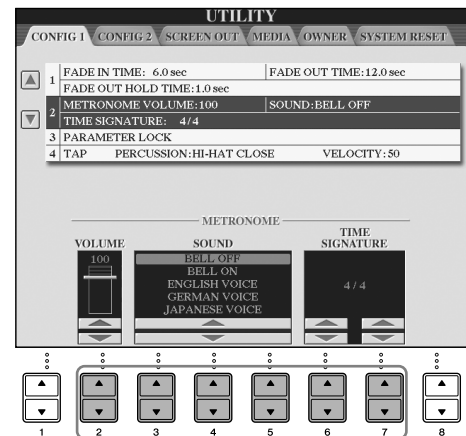 UTILITY
CONFIG 1 CONFIG 2 SCREEN OUT MEDIA OWNER SYSTEM RESET
1 FADE IN TIME: 6.0 sec FADE OUT TIME:12.0 sec
FADE OUT HOLD TIME:1.0 sec
2 METRONOME VOLUME:100 SOUND:BELL OFF
TIME SIGNATURE: 4/4
3 PARAMETER LOCK
4 TAP PERCUSSION:HI-HAT CLOSE VELOCITY:50
METRONOME
VOLUME SOUND TIME SIGNATURE
100 BELL OFF
BELL ON
ENGLISH VOICE 4/4
GERMAN VOICE
JAPANESE VOICE
1 2 3 4 5 6 7 8